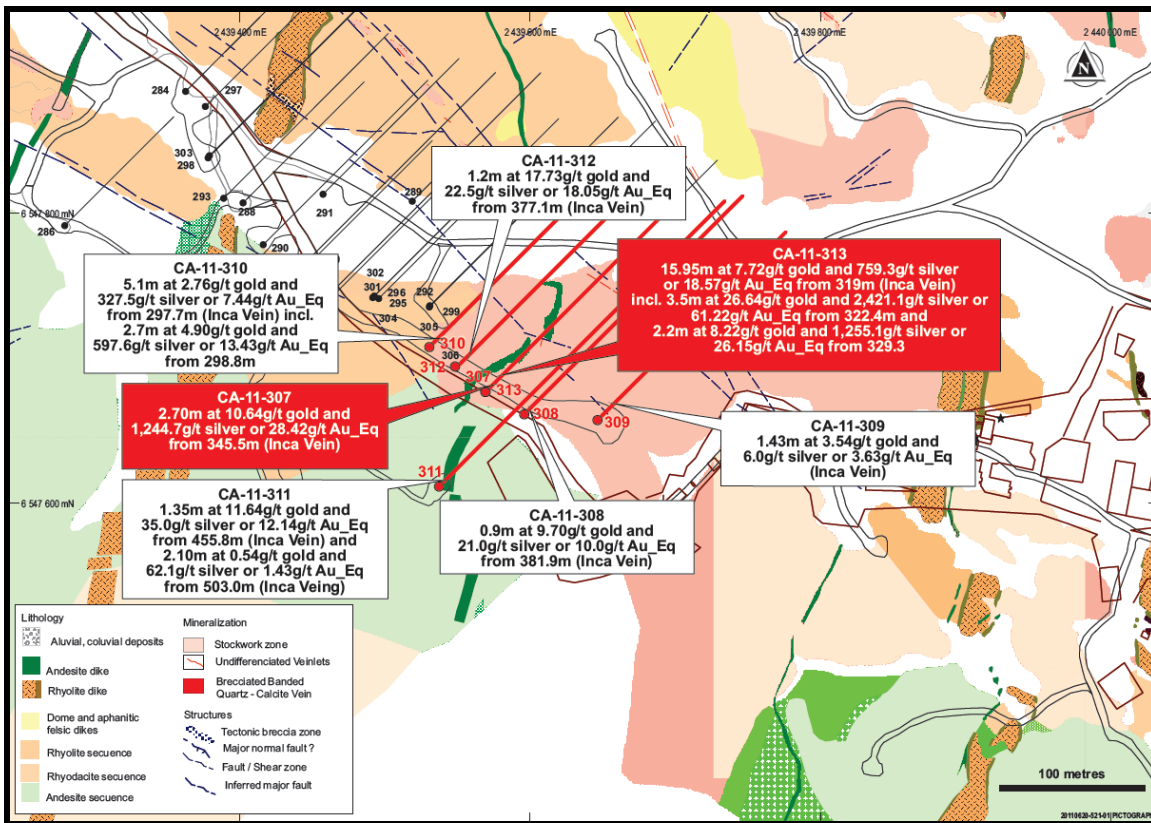 2 439 400 mE
2 439 600 mE
2 439 800 mE
2 440 000 mE
N
284
297
303
298
293
288
291
289
286
290
6 547 800 mN
CA-11-312
1.2m at 17.73g/t gold and
22.5g/t silver or 18.05g/t Au_Eq
from 377.1m (Inca Vein)
CA-11-310
5.1m at 2.76g/t gold and
327.5g/t silver or 7.44g/t Au_Eq
from 297.7m (Inca Vein) incl.
2.7m at 4.90g/t gold and
597.6g/t silver or 13.43g/t Au_Eq
from 298.8m
CA-11-313
15.95m at 7.72g/t gold and 759.3g/t silver
or 18.57g/t Au_Eq from 319m (Inca Vein)
incl. 3.5m at 26.64g/t gold and 2,421.1g/t silver or
61.22g/t Au_Eq from 322.4m and
2.2m at 8.22g/t gold and 1,255.1g/t silver or
26.15g/t Au_Eq from 329.3
302
301
296
295
292
299
304
305
310
306
312
307
313
308
309
311
CA-11-307
2.70m at 10.64g/t gold and
1,244.7g/t silver or 28.42g/t Au_Eq
from 345.5m (Inca Vein)
CA-11-309
1.43m at 3.54g/t gold and
6.0g/t silver or 3.63g/t Au_Eq
(Inca Vein)
6 547 600 mN
CA-11-311
1.35m at 11.64g/t gold and
35.0g/t silver or 12.14g/t Au_Eq
from 455.8m (Inca Vein) and
2.10m at 0.54g/t gold and
62.1g/t silver or 1.43g/t Au_Eq
from 503.0m (Inca Veing)
CA-11-308
0.9m at 9.70g/t gold and
21.0g/t silver or 10.0g/t Au_Eq
from 381.9m (Inca Vein)
Lithology
Aluvial, coluvial deposits
Andesite dike
Rhyolite dike
Dome and aphanitic
felsic dikes
Rhyolite secuence
Rhyodacite secuence
Andesite secuence
Mineralization
Stockwork zone
Undifferenciated Veinlets
Brecciated Banded
Quartz - Calcite Vein
Structures
Tectonic breccia zone
Major normal fault ?
Fault / Shear zone
Inferred major fault
100 metres
20110620-521-01|PICTOGRAPH